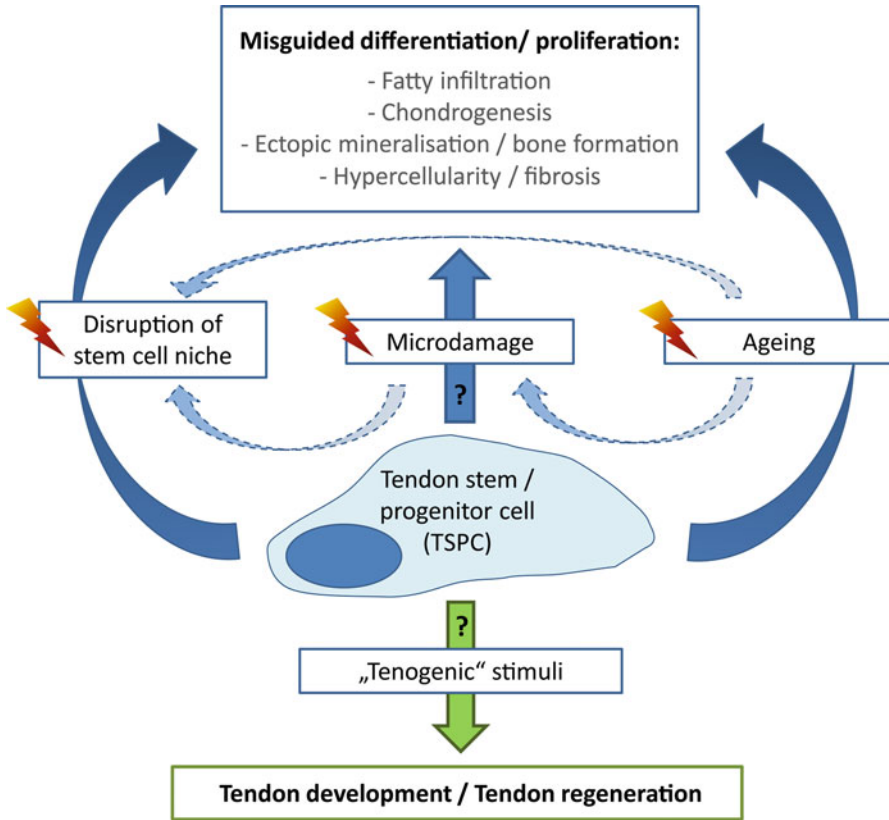 Misguided differentiation/ proliferation:
- Fatty infiltration
- Chondrogenesis
- Ectopic mineralisation / bone formation
- Hypercellularity / fibrosis
Disruption of
stem cell niche
Microdamage
Ageing
?
Tendon stem /
progenitor cell
(TSPC)
?
„Tenogenic“ stimuli
Tendon development / Tendon regeneration